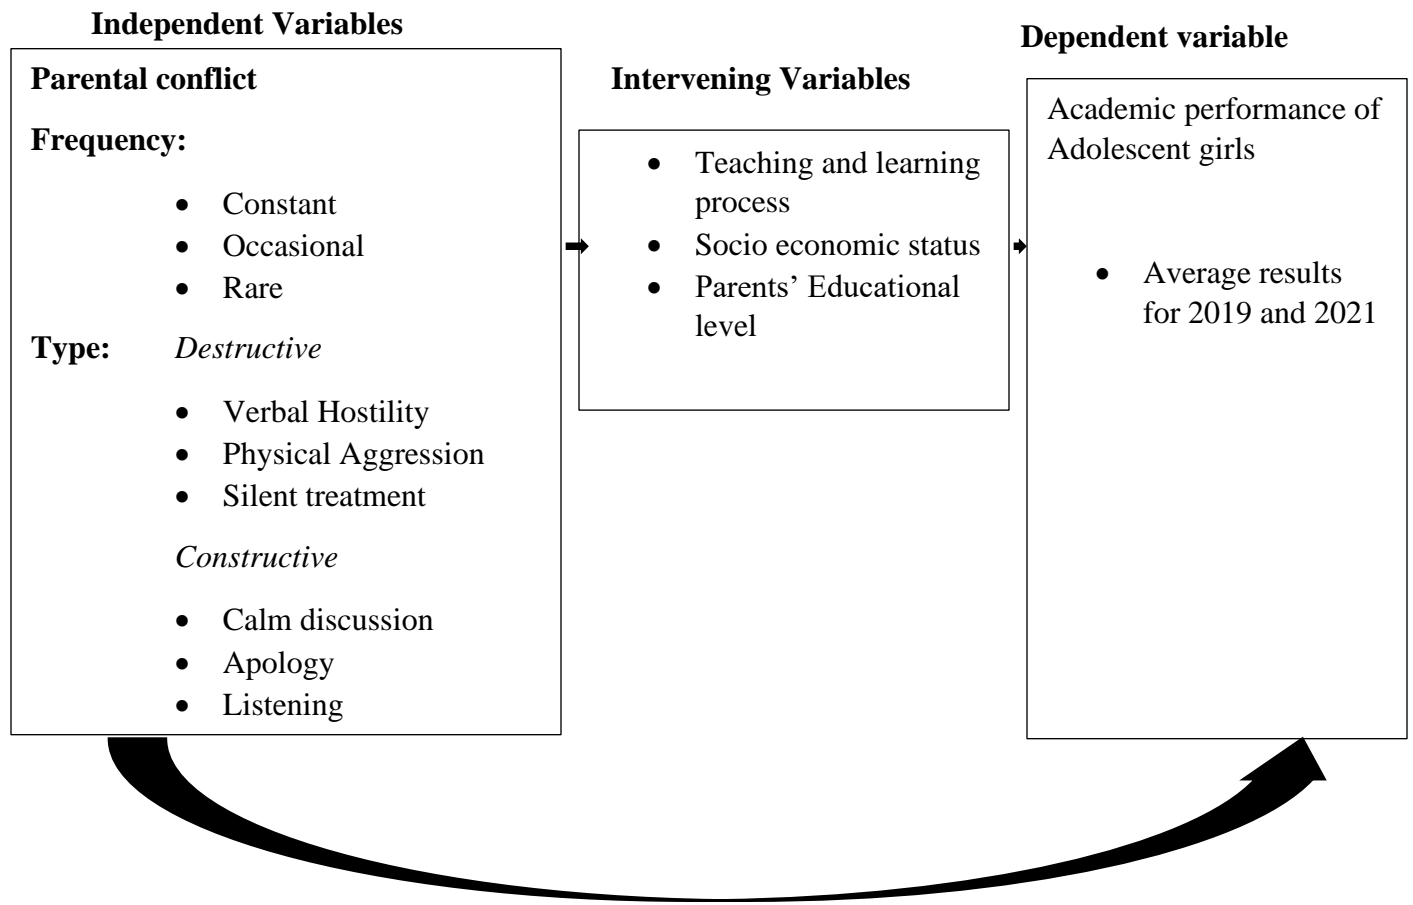 Independent Variables
Parental conflict
Frequency:
• Constant
• Occasional
• Rare
Type: Destructive
• Verbal Hostility
• Physical Aggression
• Silent treatment
Constructive
• Calm discussion
• Apology
• Listening
Intervening Variables
• Teaching and learning
process
• Socio economic status
• Parents’ Educational
level
Dependent variable
Academic performance of
Adolescent girls
• Average results
for 2019 and 2021